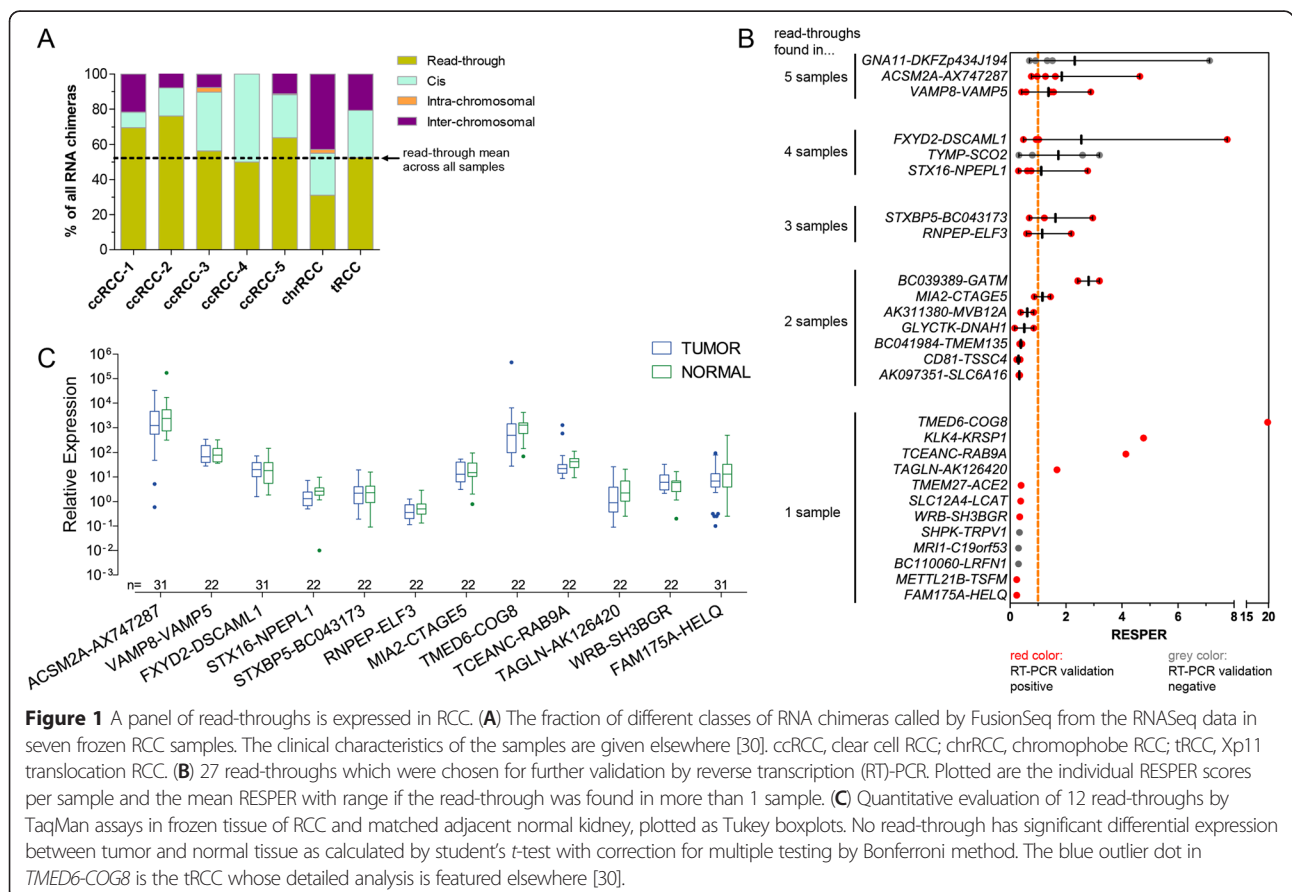 A
% of all RNA chimeras
100
80
60
40
20
0
Read-through
Cis
Intra-chromosomal
Inter-chromosomal
read-through mean
across all samples
ccRCC-1
ccRCC-2
ccRCC-3
ccRCC-4
ccRCC-5
chrRCC
tRCC
B
read-throughs
found in...
5 samples
GNA11-DKFZp434J194
ACSM2A-AX747287
VAMP8-VAMP5
4 samples
FXYD2-DSCAML1
TYMP-SCO2
STX16-NPEPL1
3 samples
STXBP5-BC043173
RNPEP-ELF3
2 samples
BC039389-GATM
MIA2-CTAGE5
AK311380-MVB12A
GLYCTK-DNAH1
BC041984-TMEM135
CD81-TSSC4
AK097351-SLC6A16
1 sample
TMED6-COG8
KLK4-KRSP1
TCEANC-RAB9A
TAGLN-AK126420
TMEM27-ACE2
SLC12A4-LCAT
WRB-SH3BGR
SHPK-TRPV1
MRI1-C19orf53
BC110060-LRFN1
METTL21B-TSFM
FAM175A-HELQ
0 2 4 6 8 15 20
RESPER
red color:
RT-PCR validation
positive
grey color:
RT-PCR validation
negative
C
TUMOR
NORMAL
Relative Expression
10^6
10^5
10^4
10^3
10^2
10^1
10^0
10^-1
10^-2
10^-3
n= 31 22 31 22 22 22 22 22 22 22 22 31
ACSM2A-AX747287
VAMP8-VAMP5
FXYD2-DSCAML1
STX16-NPEPL1
STXBP5-BC043173
RNPEP-ELF3
MIA2-CTAGE5
TMED6-COG8
TCEANC-RAB9A
TAGLN-AK126420
WRB-SH3BGR
FAM175A-HELQ
Figure 1 A panel of read-throughs is expressed in RCC. (A) The fraction of different classes of RNA chimeras called by FusionSeq from the RNASeq data in
seven frozen RCC samples. The clinical characteristics of the samples are given elsewhere [30]. ccRCC, clear cell RCC; chrRCC, chromophobe RCC; tRCC, Xp11
translocation RCC. (B) 27 read-throughs which were chosen for further validation by reverse transcription (RT)-PCR. Plotted are the individual RESPER scores
per sample and the mean RESPER with range if the read-through was found in more than 1 sample. (C) Quantitative evaluation of 12 read-throughs by
TaqMan assays in frozen tissue of RCC and matched adjacent normal kidney, plotted as Tukey boxplots. No read-through has significant differential expression
between tumor and normal tissue as calculated by student's t-test with correction for multiple testing by Bonferroni method. The blue outlier dot in
TMED6-COG8 is the tRCC whose detailed analysis is featured elsewhere [30].